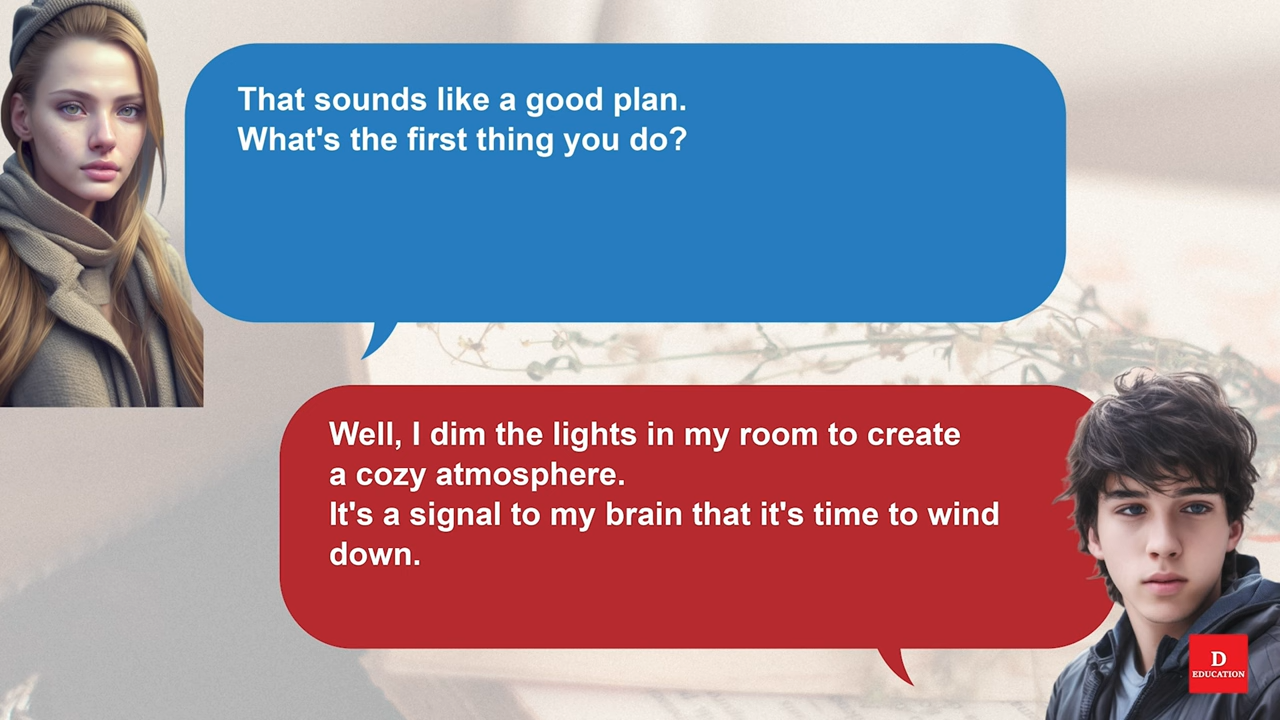 That sounds like a good plan.
What's the first thing you do?
Well, I dim the lights in my room to create
a cozy atmosphere.
It's a signal to my brain that it's time to wind
down.
D
EDUCATION